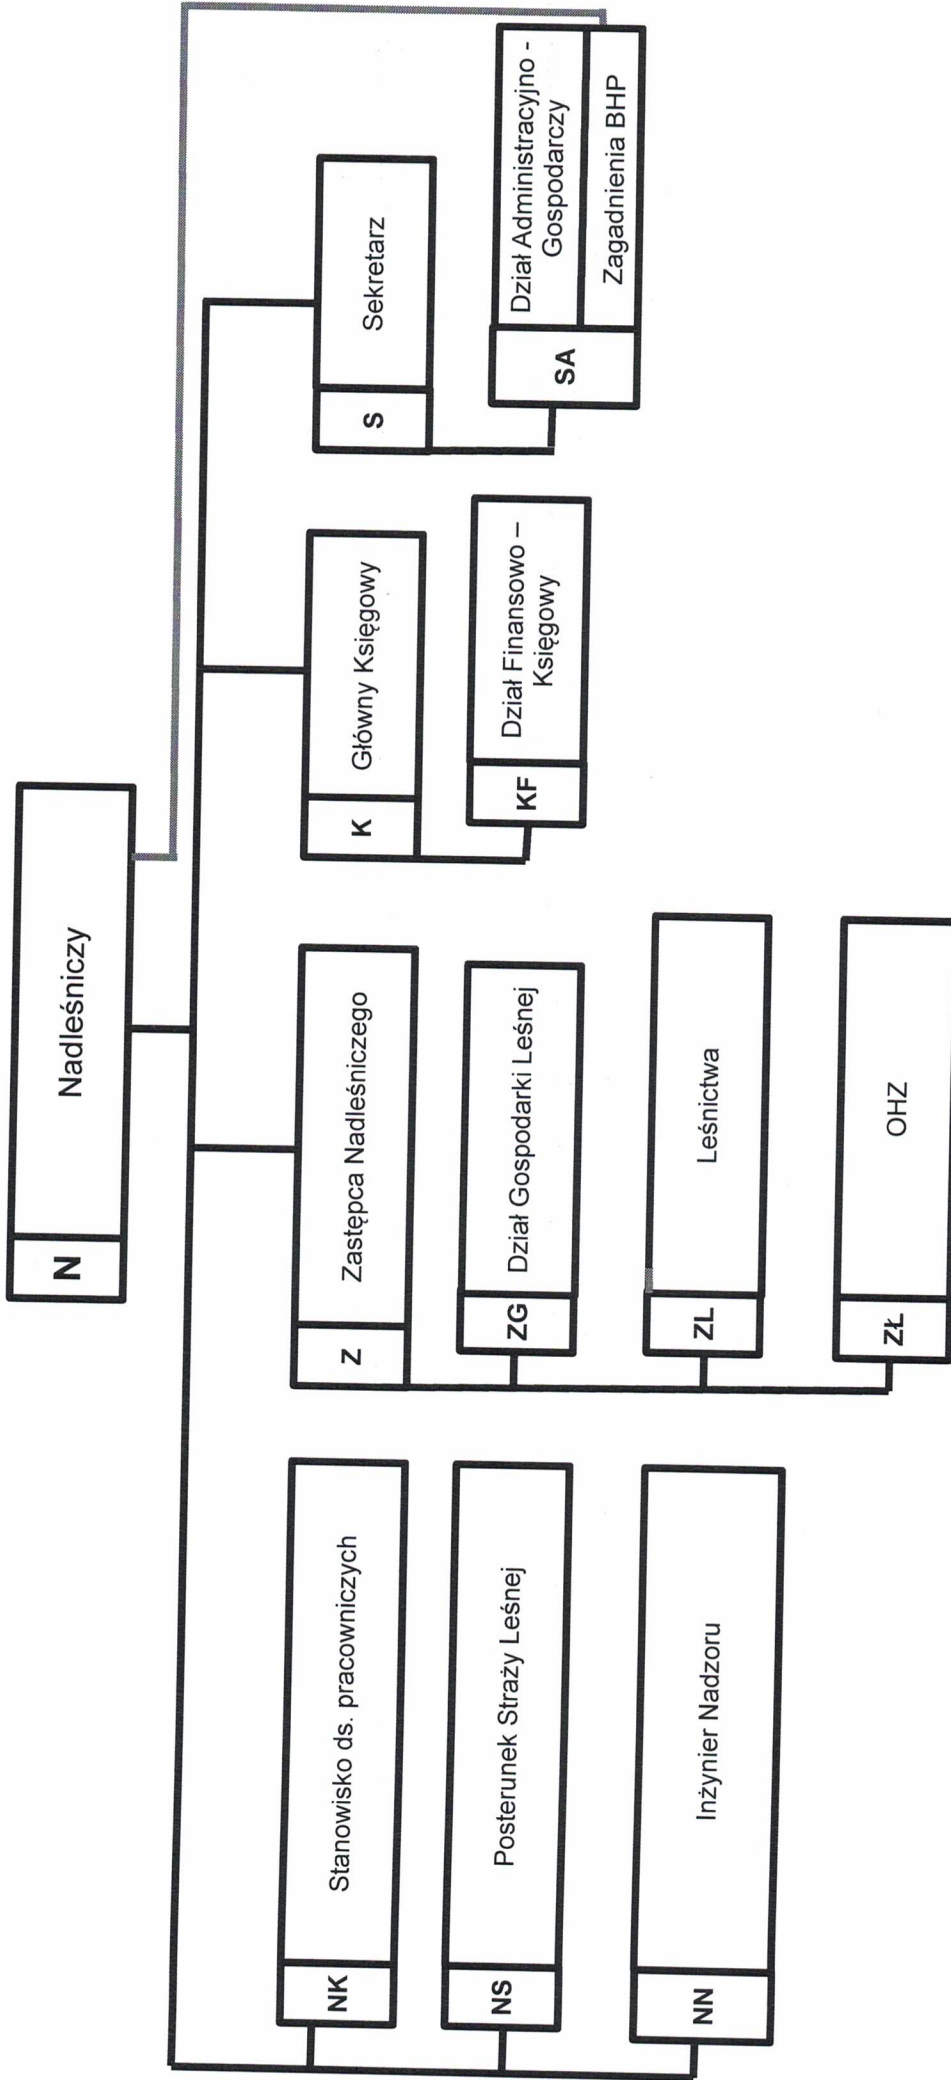 N
Nadleśniczy
NK
Stanowisko ds. pracowniczych
NS
Posterunek Straży Leśnej
NN
Inżynier Nadzoru
Z
Zastępca Nadleśniczego
ZG
Dział Gospodarki Leśnej
ZL
Leśnictwa
ZŁ
OHZ
K
Główny Księgowy
KF
Dział Finansowo –
Księgowy
S
Sekretarz
SA
Dział Administracyjno -
Gospodarczy
Zagadnienia BHP